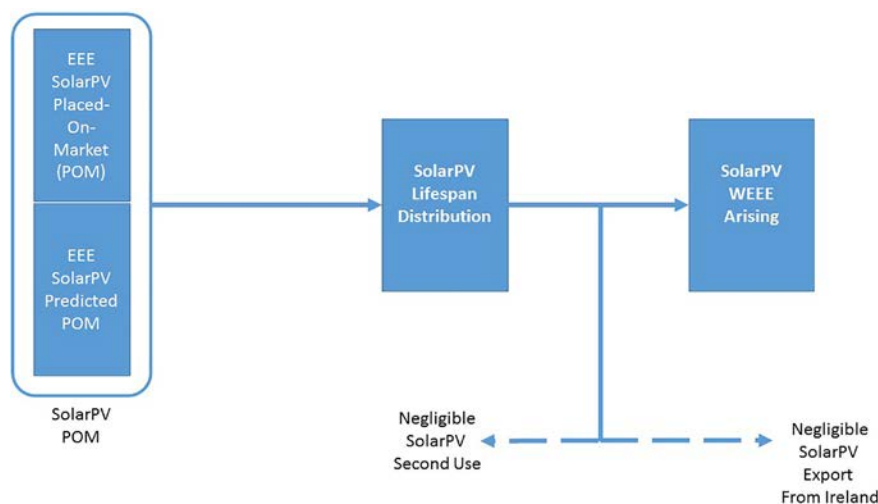 EEE
SolarPV
Placed-
On-
Market
(POM)
EEE
SolarPV
Predicted
POM
SolarPV
POM
SolarPV
Lifespan
Distribution
SolarPV
WEEE
Arising
Negligible
SolarPV
Second Use
Negligible
SolarPV
Export
From Ireland